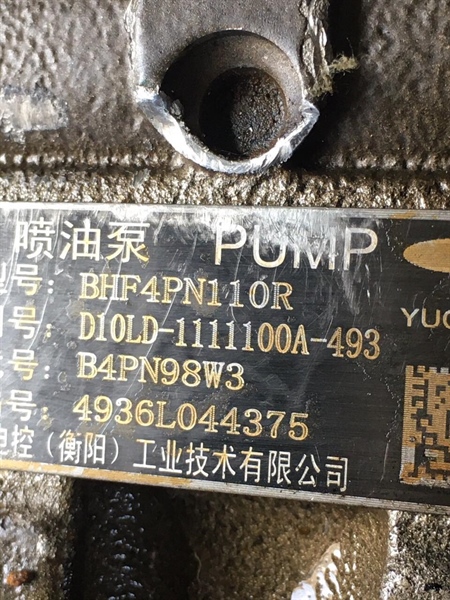 喷油泵 PUMP
型号: BHF4PN110R
号: D10LD-1111100A-493
号: B4PN98W3
号: 4936L044375
YUC
电控(衡阳)工业技术有限公司